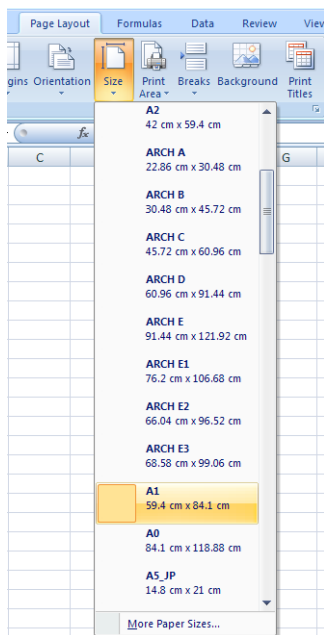 Page Layout Formulas Data Review View
gins Orientation Size Print Area Breaks Background Print Titles
fx
C G
A2
42 cm x 59.4 cm
ARCH A
22.86 cm x 30.48 cm
ARCH B
30.48 cm x 45.72 cm
ARCH C
45.72 cm x 60.96 cm
ARCH D
60.96 cm x 91.44 cm
ARCH E
91.44 cm x 121.92 cm
ARCH E1
76.2 cm x 106.68 cm
ARCH E2
66.04 cm x 96.52 cm
ARCH E3
68.58 cm x 99.06 cm
A1
59.4 cm x 84.1 cm
A0
84.1 cm x 118.88 cm
A5_JP
14.8 cm x 21 cm
More Paper Sizes...